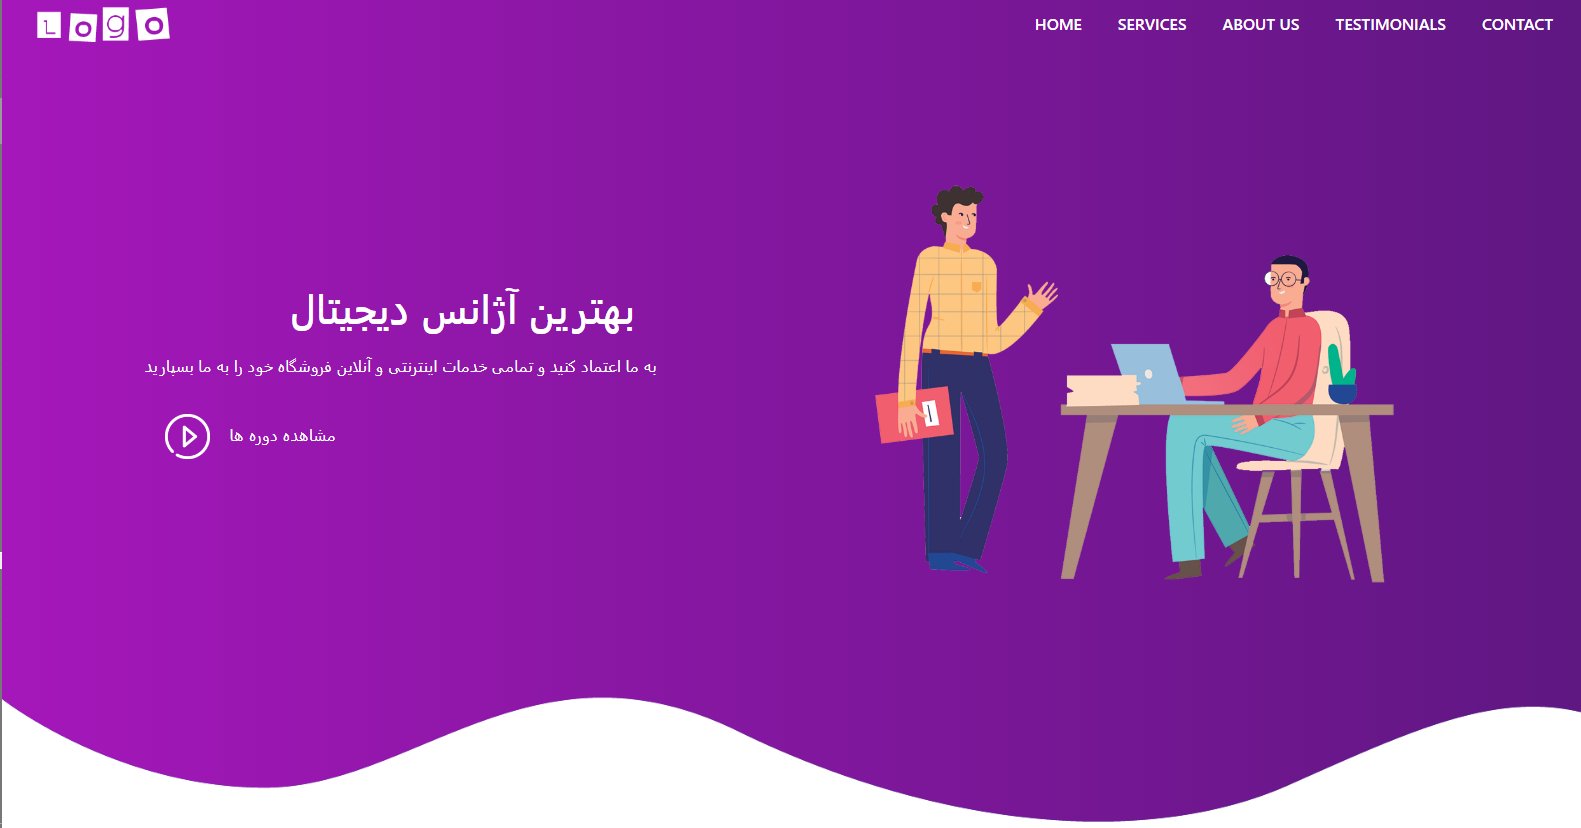 Logo
HOME SERVICES ABOUT US TESTIMONIALS CONTACT
بهترین آژانس دیجیتال
به ما اعتماد کنید و تمامی خدمات اینترنتی و آنلاین فروشگاه خود را به ما بسپارید
مشاهده دوره ها